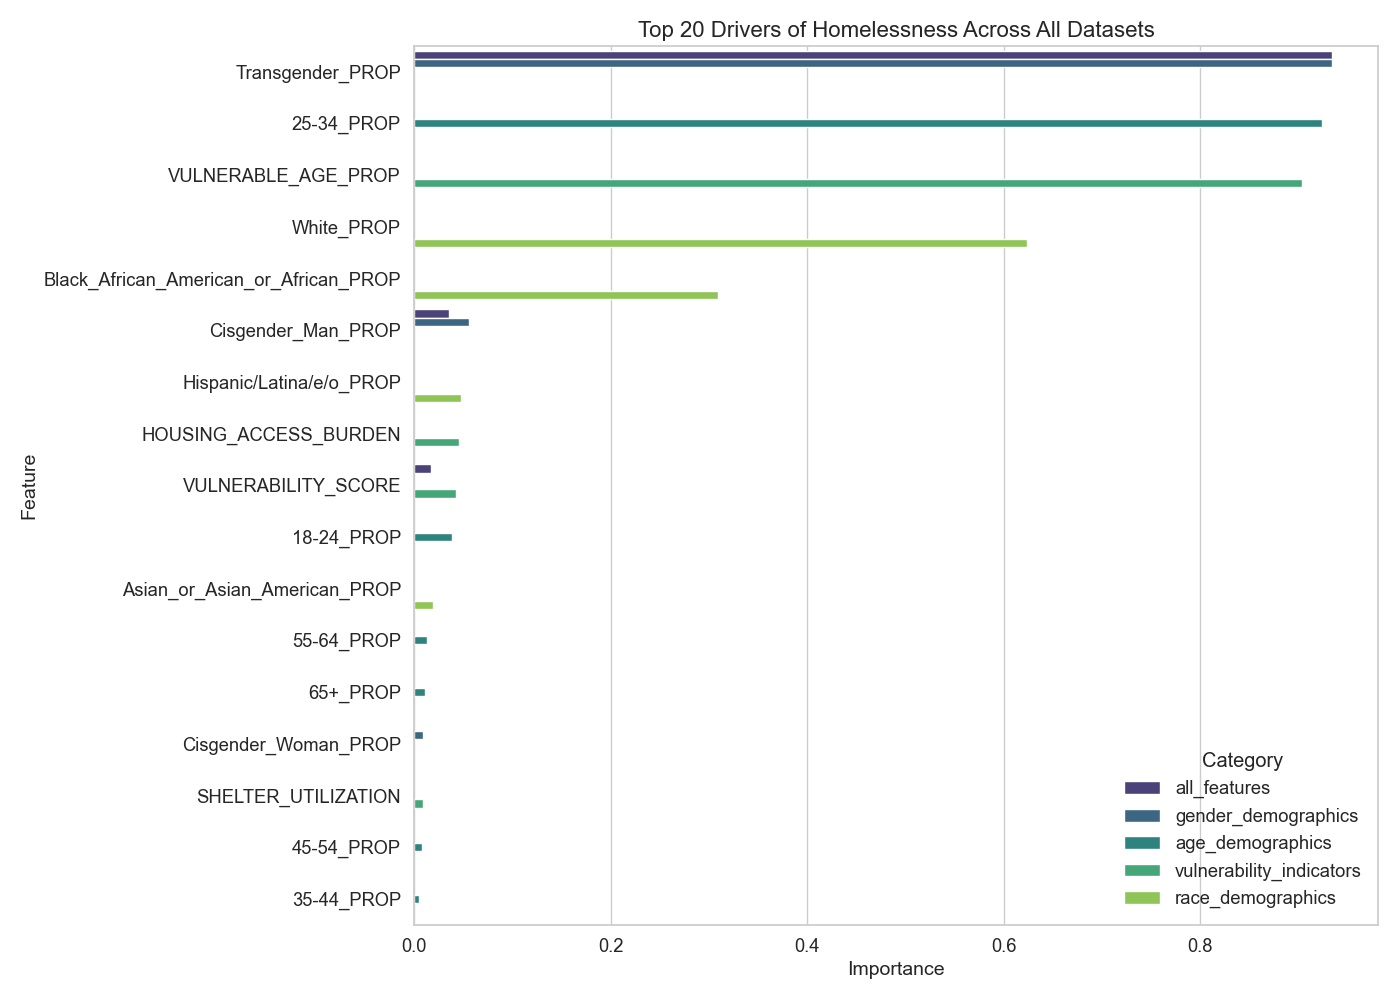 Top 20 Drivers of Homelessness Across All Datasets
Transgender_PROP
25-34_PROP
VULNERABLE_AGE_PROP
White_PROP
Black_African_American_or_African_PROP
Cisgender_Man_PROP
Hispanic/Latina/e/o_PROP
HOUSING_ACCESS_BURDEN
VULNERABILITY_SCORE
18-24_PROP
Asian_or_Asian_American_PROP
55-64_PROP
65+_PROP
Cisgender_Woman_PROP
SHELTER_UTILIZATION
45-54_PROP
35-44_PROP
Feature
Category
all_features
gender_demographics
age_demographics
vulnerability_indicators
race_demographics
0.0 0.2 0.4 0.6 0.8
Importance